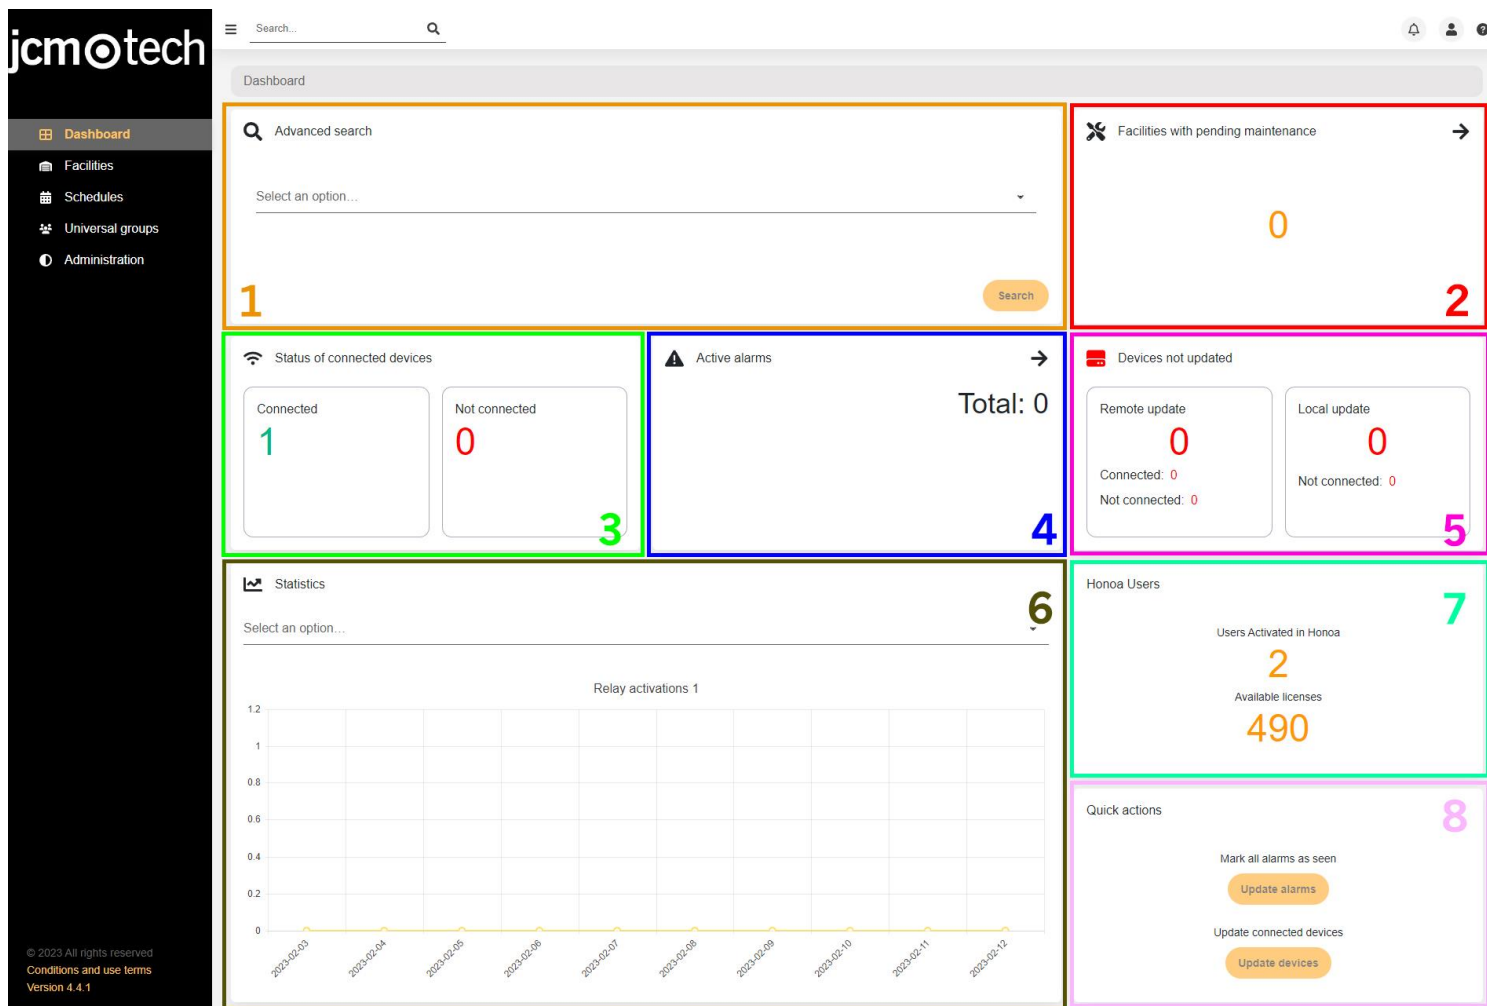 jcmotech
Search...
Dashboard
Dashboard
Facilities
Schedules
Universal groups
Administration
Advanced search
Select an option...
Search
1
Facilities with pending maintenance
0
2
Status of connected devices
Connected
1
Not connected
0
3
Active alarms
Total: 0
4
Devices not updated
Remote update
0
Connected: 0
Not connected: 0
Local update
0
Not connected: 0
5
Statistics
6
Select an option...
Relay activations 1
1.2
1
0.8
0.6
0.4
0.2
0
2023-02-03
2023-02-04
2023-02-05
2023-02-06
2023-02-07
2023-02-08
2023-02-09
2023-02-10
2023-02-11
2023-02-12
Honoa Users
7
Users Activated in Honoa
2
Available licenses
490
Quick actions
8
Mark all alarms as seen
Update alarms
Update connected devices
Update devices
© 2023 All rights reserved
Conditions and use terms
Version 4.4.1